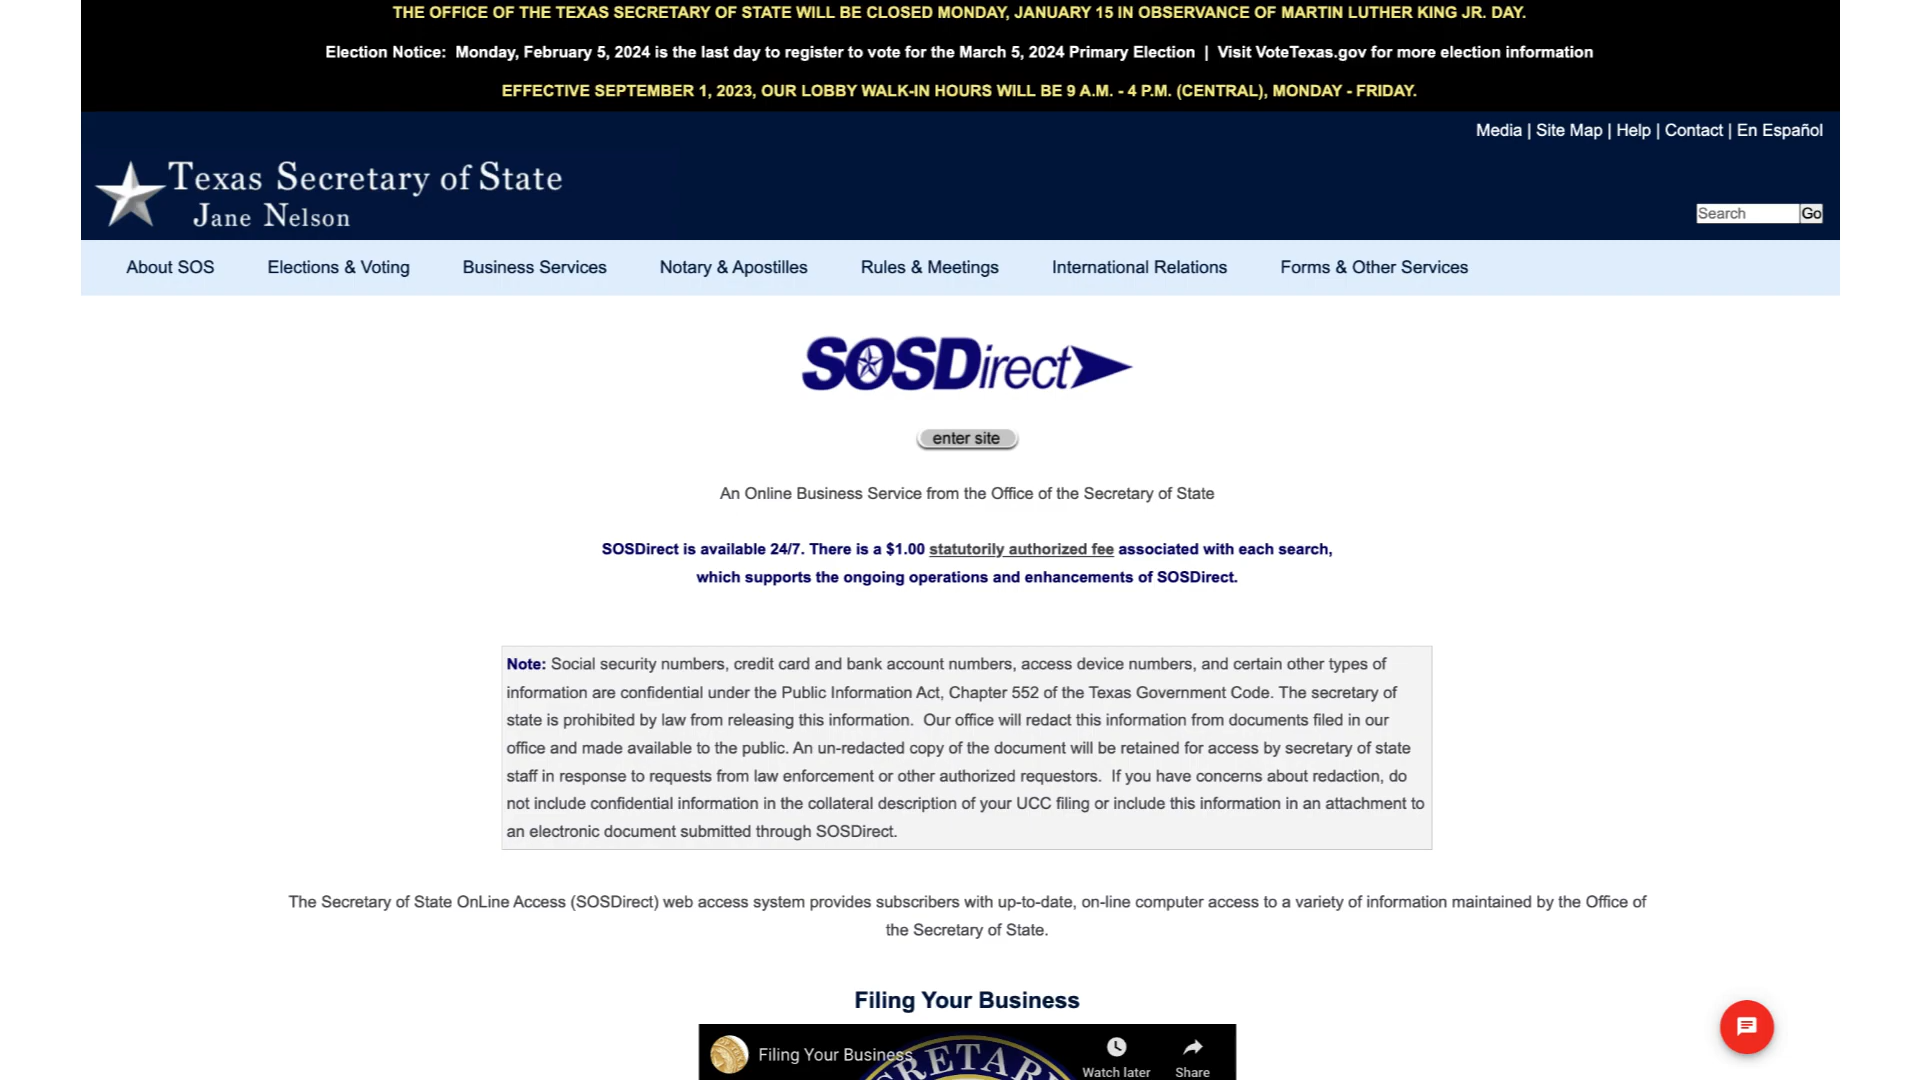 THE OFFICE OF THE TEXAS SECRETARY OF STATE WILL BE CLOSED MONDAY, JANUARY 15 IN OBSERVANCE OF MARTIN LUTHER KING JR. DAY.
Election Notice: Monday, February 5, 2024 is the last day to register to vote for the March 5, 2024 Primary Election | Visit VoteTexas.gov for more election information
EFFECTIVE SEPTEMBER 1, 2023, OUR LOBBY WALK-IN HOURS WILL BE 9 A.M. - 4 P.M. (CENTRAL), MONDAY - FRIDAY.
Media | Site Map | Help | Contact | En Español
Texas Secretary of State
Jane Nelson
Search Go
About SOS Elections & Voting Business Services Notary & Apostilles Rules & Meetings International Relations Forms & Other Services
SOSDirect
enter site
An Online Business Service from the Office of the Secretary of State
SOSDirect is available 24/7. There is a $1.00 statutorily authorized fee associated with each search,
which supports the ongoing operations and enhancements of SOSDirect.
Note: Social security numbers, credit card and bank account numbers, access device numbers, and certain other types of
information are confidential under the Public Information Act, Chapter 552 of the Texas Government Code. The secretary of
state is prohibited by law from releasing this information. Our office will redact this information from documents filed in our
office and made available to the public. An un-redacted copy of the document will be retained for access by secretary of state
staff in response to requests from law enforcement or other authorized requestors. If you have concerns about redaction, do
not include confidential information in the collateral description of your UCC filing or include this information in an attachment to
an electronic document submitted through SOSDirect.
The Secretary of State OnLine Access (SOSDirect) web access system provides subscribers with up-to-date, on-line computer access to a variety of information maintained by the Office of
the Secretary of State.
Filing Your Business
Filing Your Business
Watch later Share